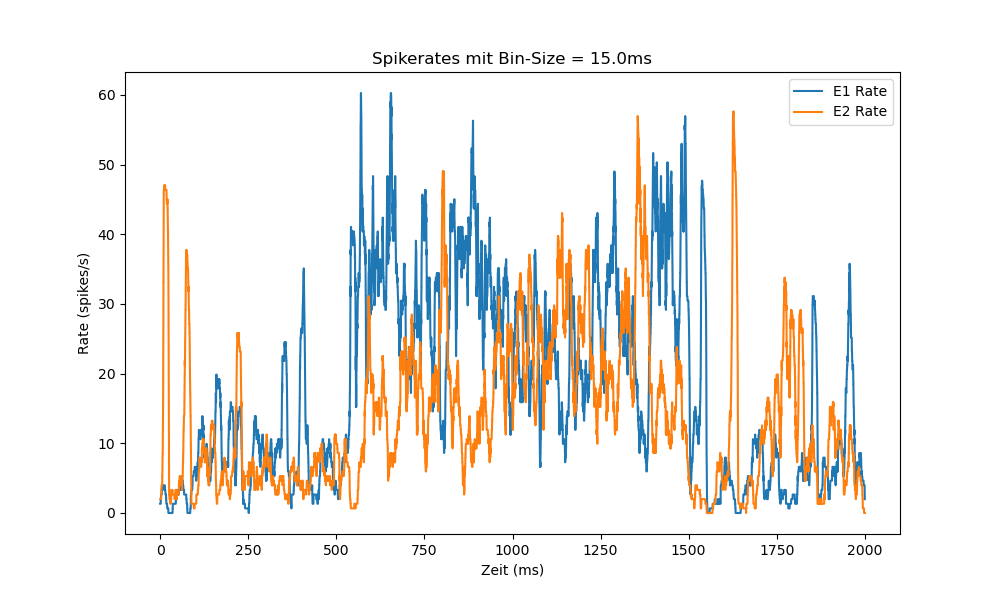 Spikerates mit Bin-Size = 15.0ms
E1 Rate
E2 Rate
Rate (spikes/s)
60
50
40
30
20
10
0
0 250 500 750 1000 1250 1500 1750 2000
Zeit (ms)